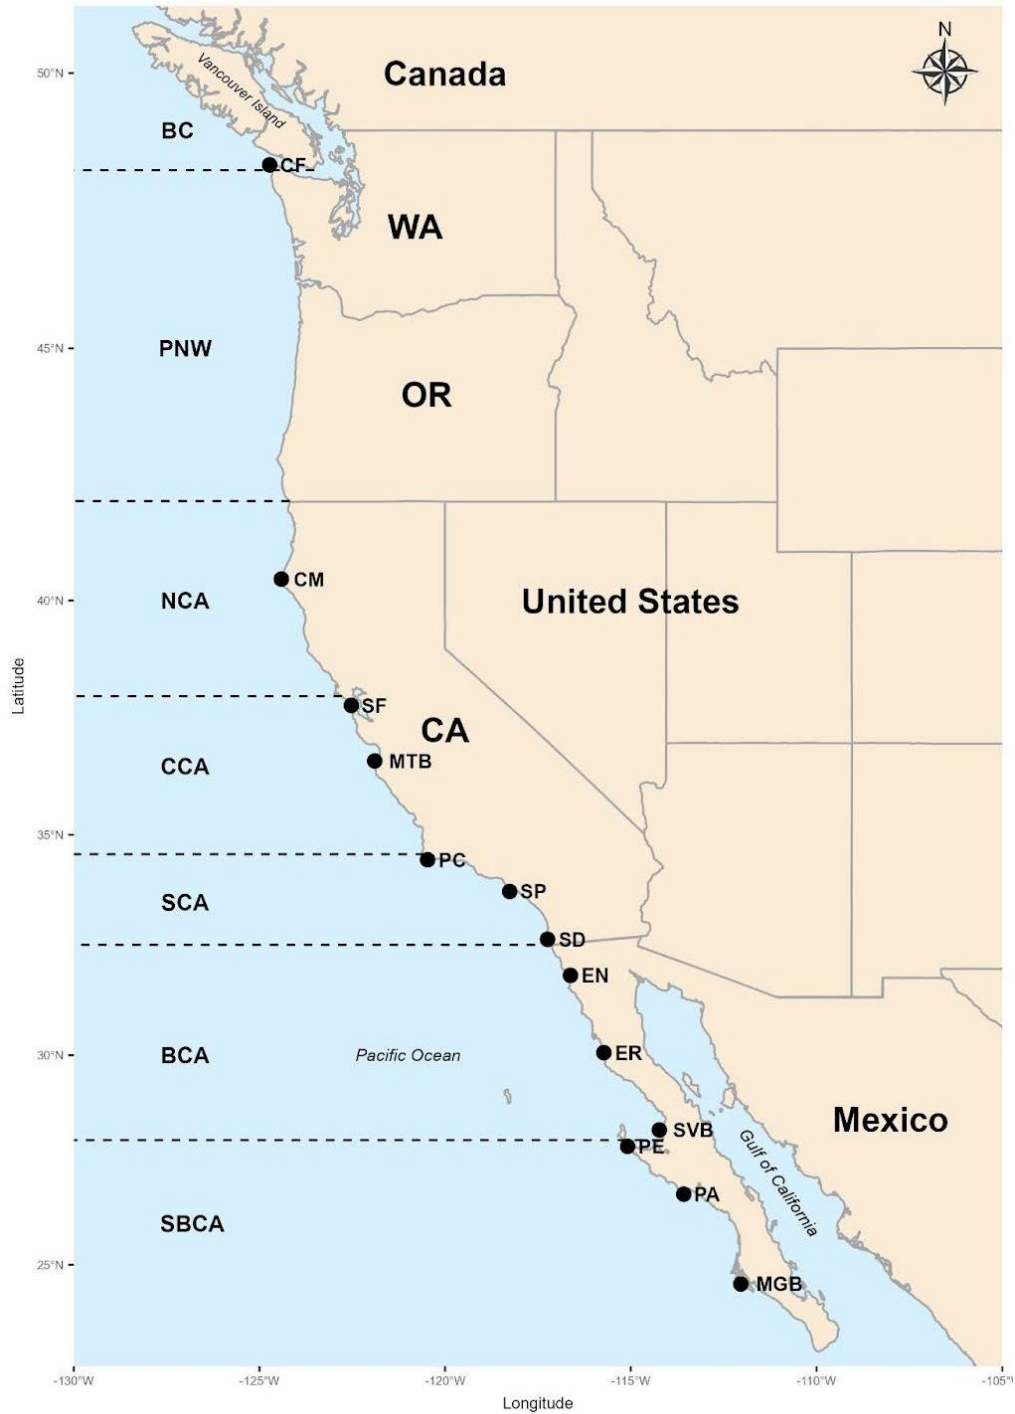 N
50°N
Canada
Vancouver Island
BC
CF
WA
45°N
PNW
OR
CM
40°N
NCA
United States
Latitude
SF
CA
CCA
MTB
35°N
PC
SCA
SP
SD
EN
30°N
BCA
Pacific Ocean
ER
Mexico
SVB
PE
Gulf of California
PA
SBCA
25°N
MGB
-130°W
-125°W
-120°W
-115°W
-110°W
-105°W
Longitude